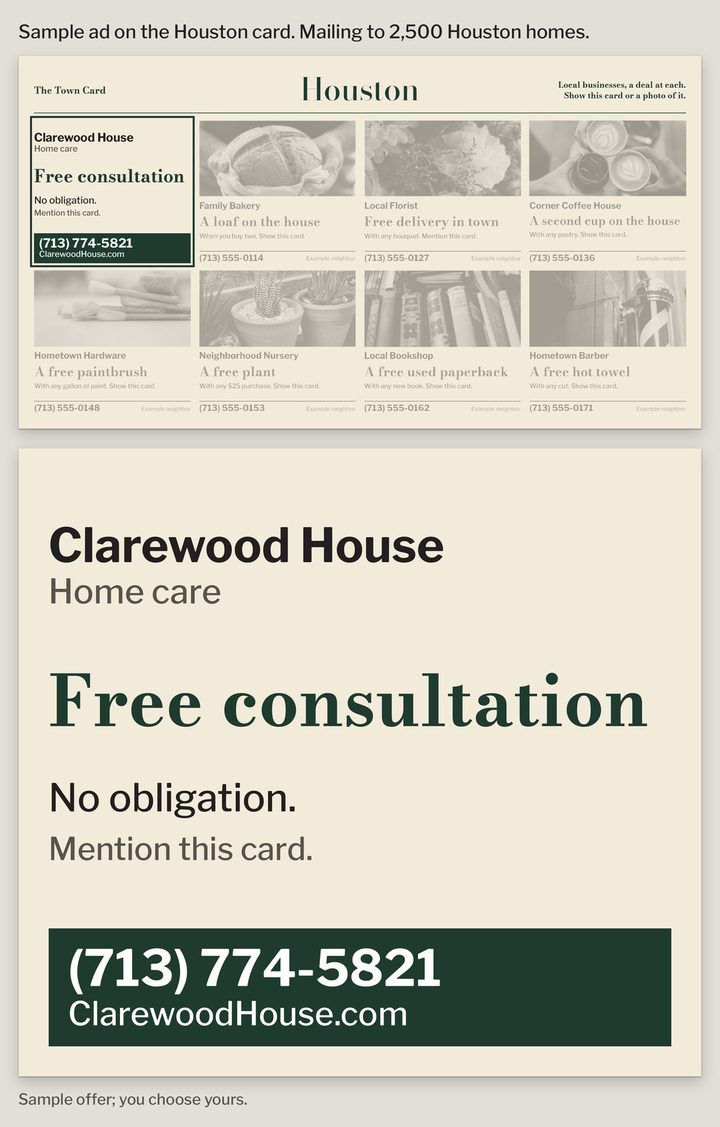 Sample ad on the Houston card. Mailing to 2,500 Houston homes.
The Town Card
Houston
Local businesses, a deal at each.
Show this card or a photo of it.
Clarewood House
Home care
Free consultation
No obligation.
Mention this card.
(713) 774-5821
ClarewoodHouse.com
Family Bakery
A loaf on the house
When you buy two. Show this card.
(713) 555-0114
Example neighbor
Local Florist
Free delivery in town
With any bouquet. Mention this card.
(713) 555-0127
Example neighbor
Corner Coffee House
A second cup on the house
With any pastry. Show this card.
(713) 555-0136
Example neighbor
Hometown Hardware
A free paintbrush
With any gallon of paint. Show this card.
(713) 555-0148
Example neighbor
Neighborhood Nursery
A free plant
With any $25 purchase. Show this card.
(713) 555-0153
Example neighbor
Local Bookshop
A free used paperback
With any new book. Show this card.
(713) 555-0162
Example neighbor
Hometown Barber
A free hot towel
With any cut. Show this card.
(713) 555-0171
Example neighbor
Clarewood House
Home care
Free consultation
No obligation.
Mention this card.
(713) 774-5821
ClarewoodHouse.com
Sample offer; you choose yours.